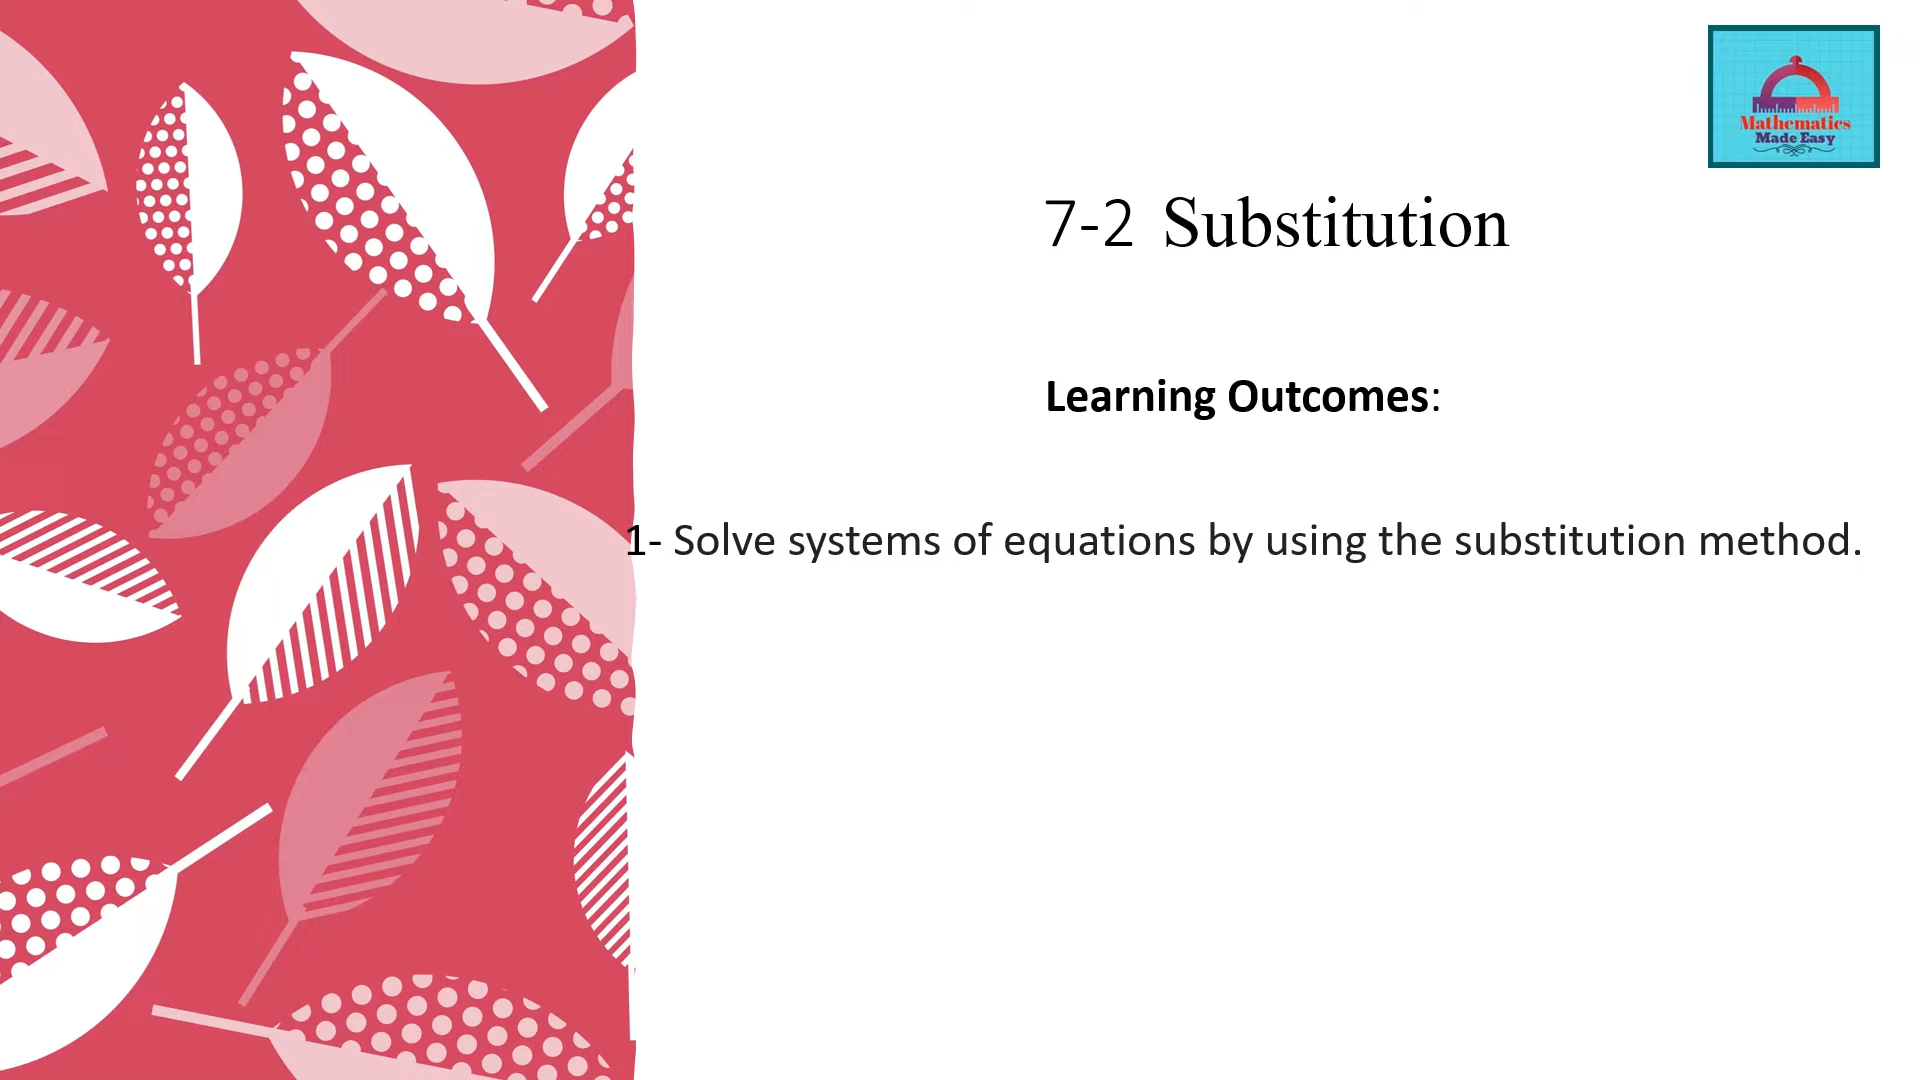 Mathematics
Made Easy
7-2 Substitution
Learning Outcomes:
1- Solve systems of equations by using the substitution method.